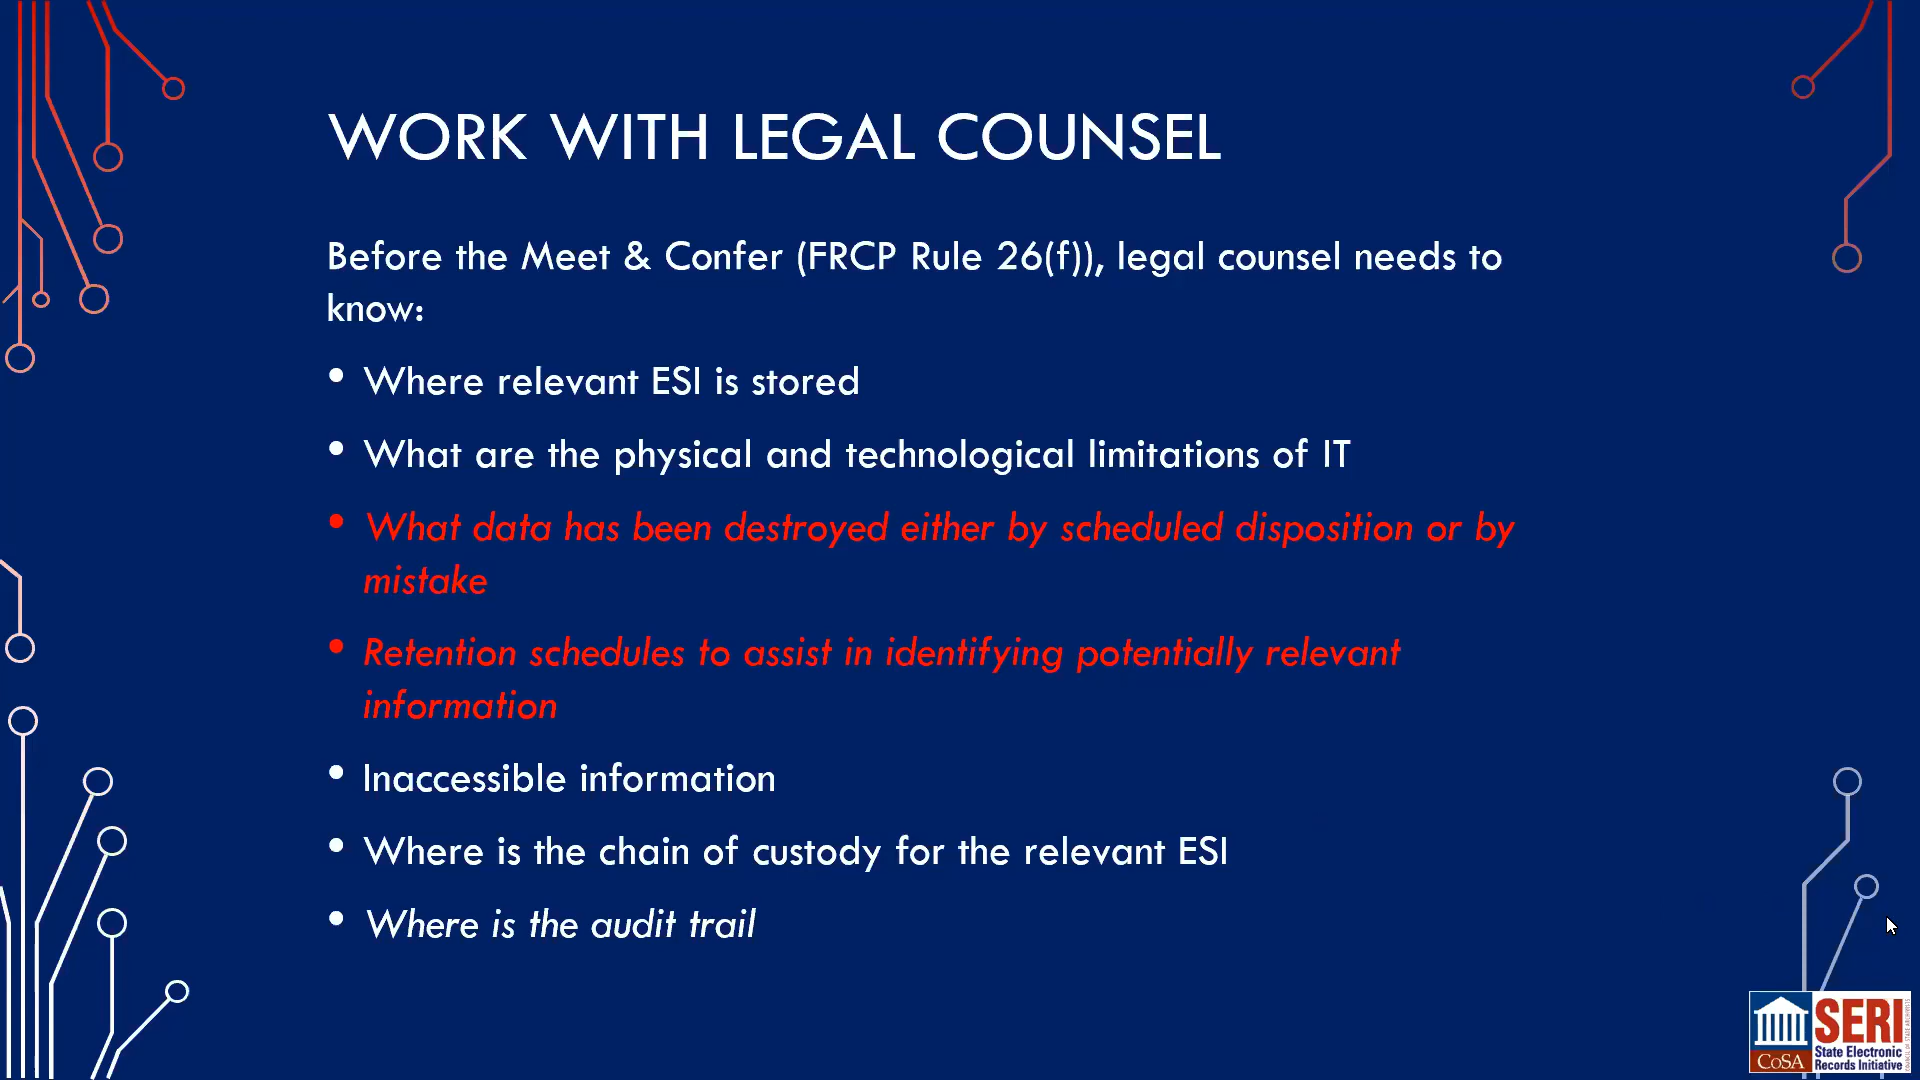 WORK WITH LEGAL COUNSEL
Before the Meet & Confer (FRCP Rule 26(f)), legal counsel needs to
know:
• Where relevant ESI is stored
• What are the physical and technological limitations of IT
• What data has been destroyed either by scheduled disposition or by
mistake
• Retention schedules to assist in identifying potentially relevant
information
• Inaccessible information
• Where is the chain of custody for the relevant ESI
• Where is the audit trail
CoSA
SERI
State Electronic
Records Initiative